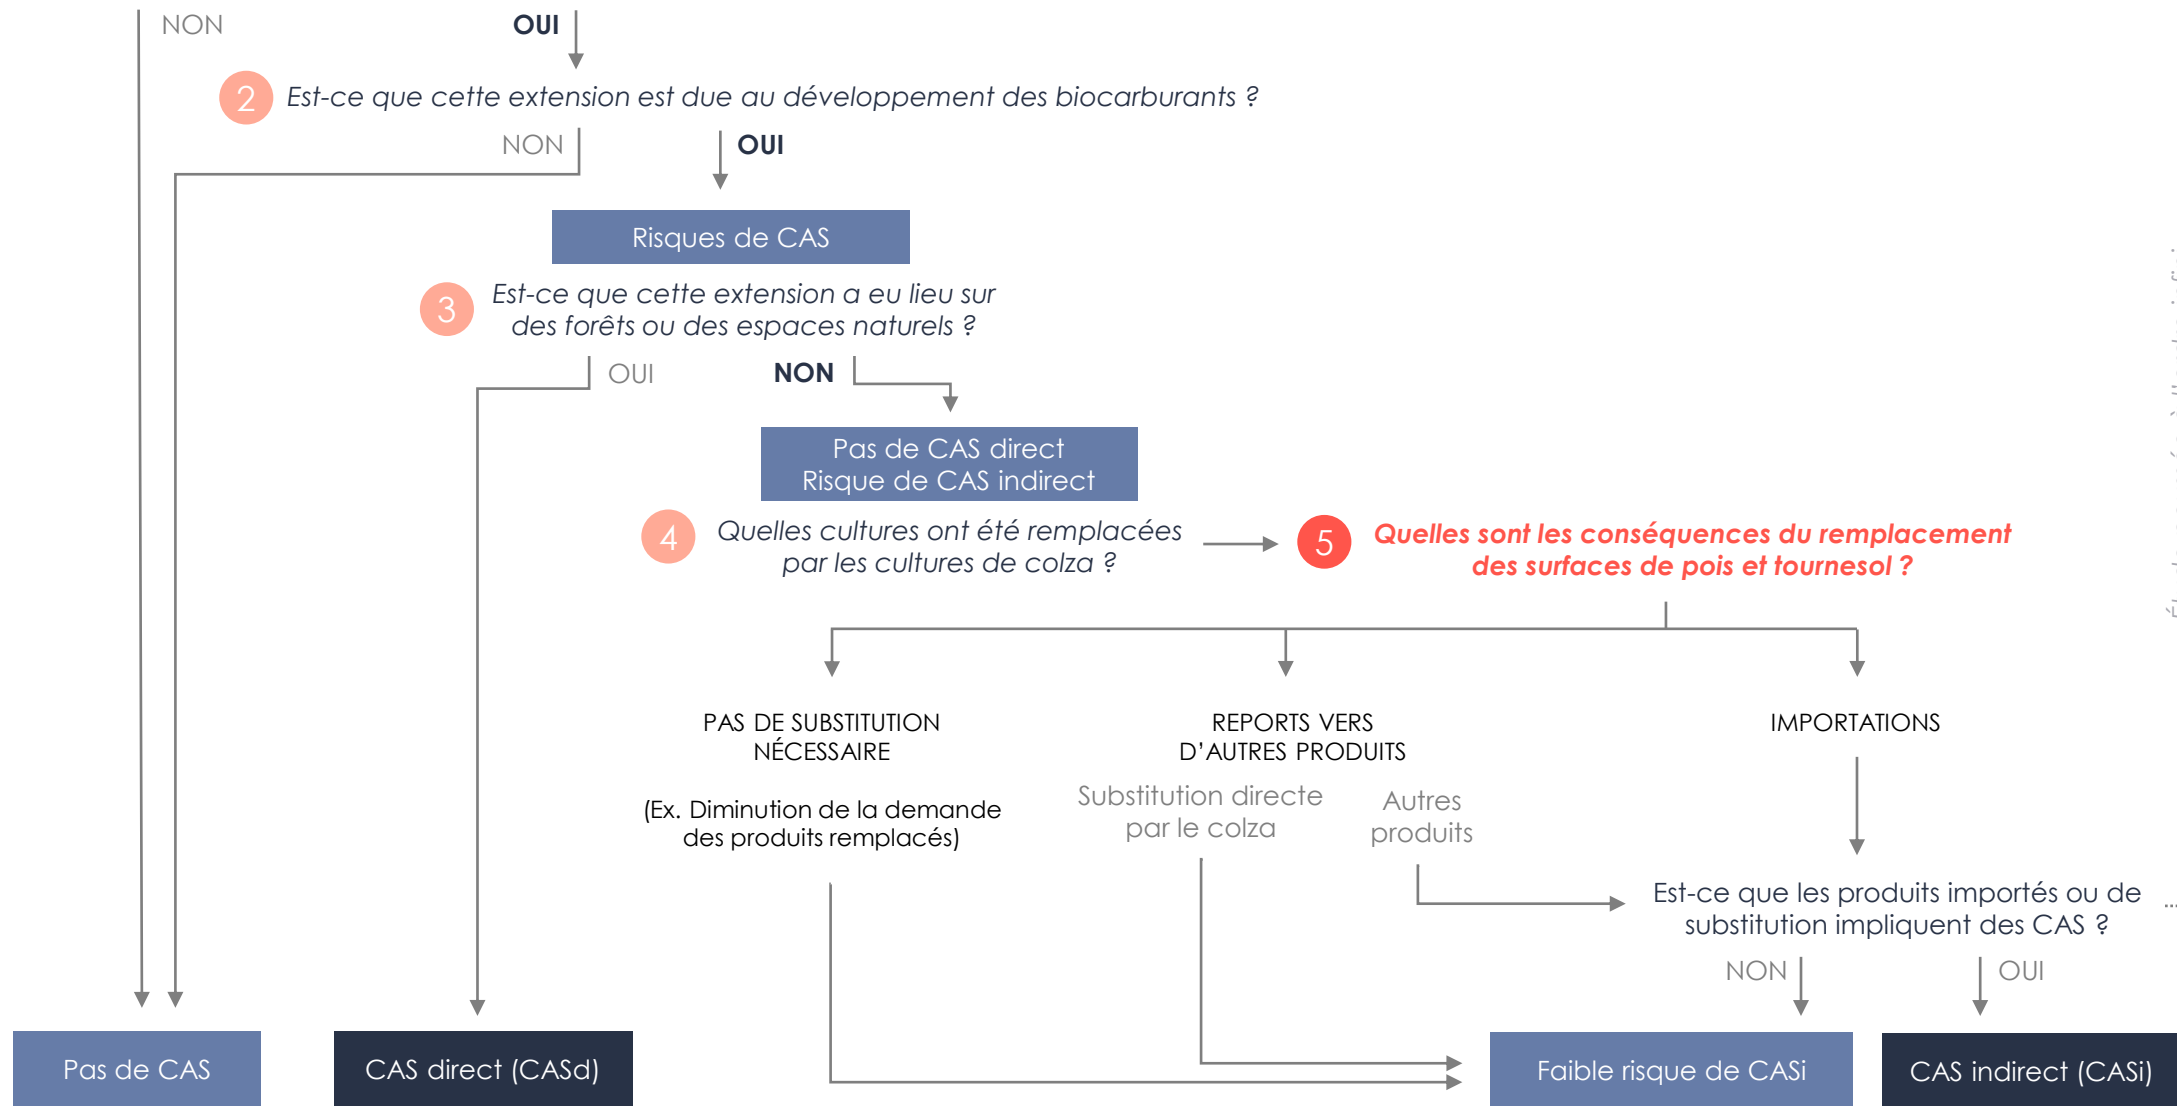 NON
OUI
2
Est-ce que cette extension est due au développement des biocarburants ?
NON
OUI
Risques de CAS
3
Est-ce que cette extension a eu lieu sur
des forêts ou des espaces naturels ?
OUI
NON
Pas de CAS direct
Risque de CAS indirect
4
Quelles cultures ont été remplacées
par les cultures de colza ?
5
Quelles sont les conséquences du remplacement
des surfaces de pois et tournesol ?
PAS DE SUBSTITUTION
NÉCESSAIRE
(Ex. Diminution de la demande
des produits remplacés)
REPORTS VERS
D’AUTRES PRODUITS
Substitution directe
par le colza
Autres
produits
IMPORTATIONS
Est-ce que les produits importés ou de
substitution impliquent des CAS ?
NON
OUI
Pas de CAS
CAS direct (CASd)
Faible risque de CASi
CAS indirect (CASi)